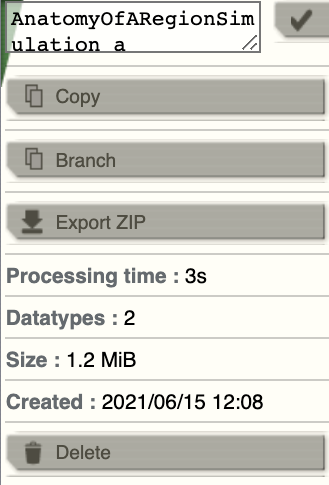 AnatomyOfARegionSim
ulation a
Copy
Branch
Export ZIP
Processing time : 3s
Datatypes : 2
Size : 1.2 MiB
Created : 2021/06/15 12:08
Delete